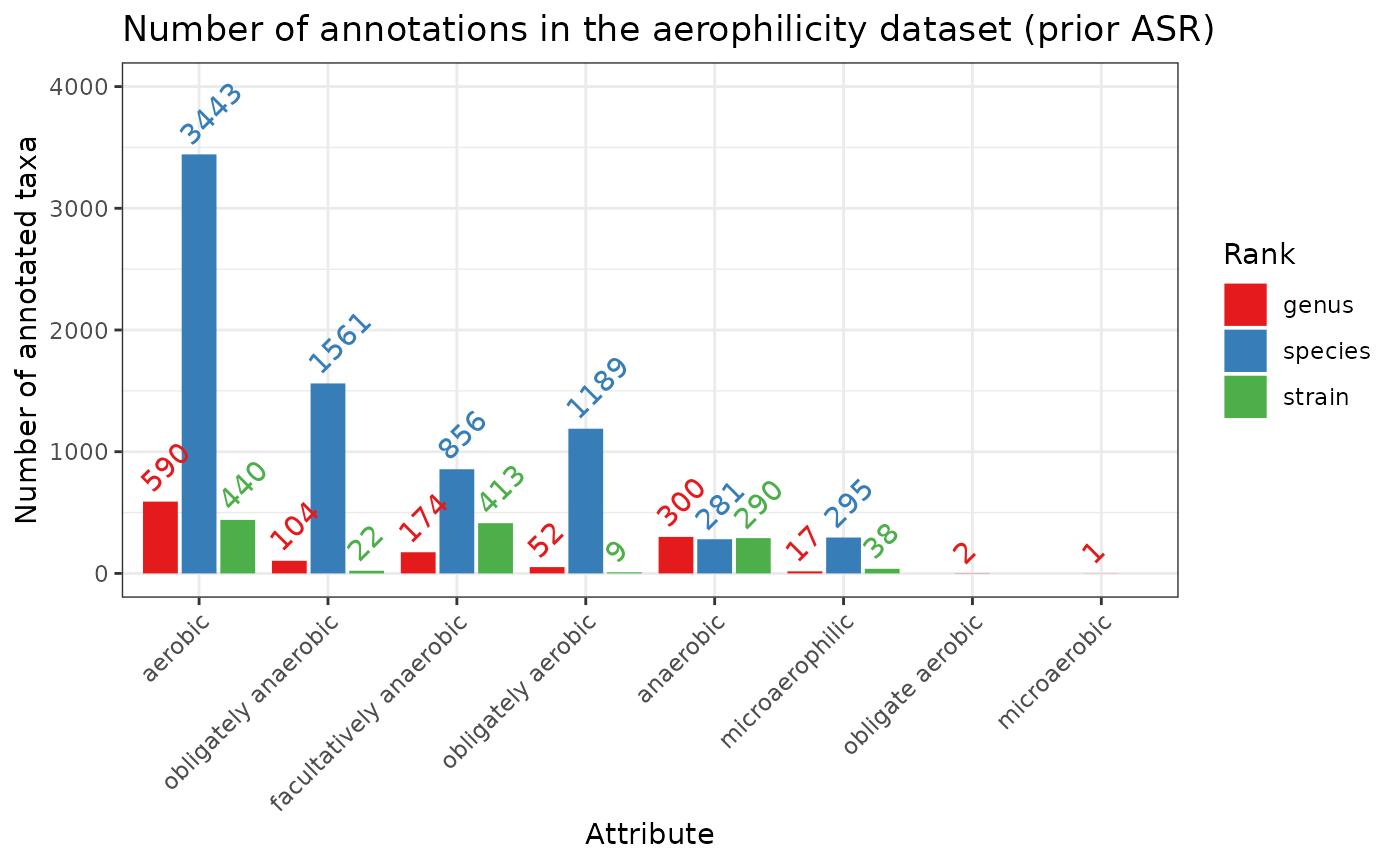 Number of annotations in the aerophilicity dataset (prior ASR)
Number of annotated taxa
4000
3000
2000
1000
0
590
3443
440
104
1561
22
174
856
413
52
1189
9
300
281
290
17
295
38
2
1
aerobic
obligately anaerobic
facultatively anaerobic
obligately aerobic
anaerobic
microaerophilic
obligate aerobic
microaerobic
Attribute
Rank
genus
species
strain